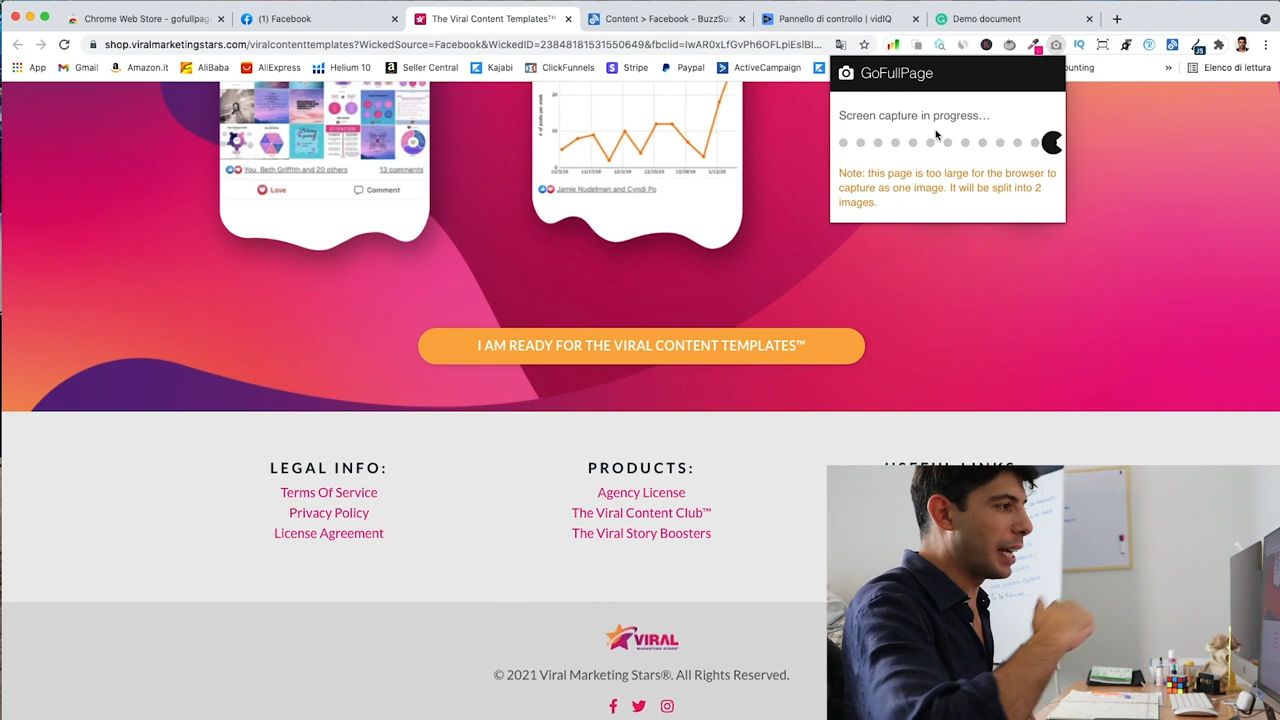 Chrome Web Store - gofullpag
(1) Facebook
The Viral Content Templates™
Content > Facebook - BuzzSum
Pannello di controllo | vidIQ
Demo document
shop.viralmarketingstars.com/viralcontenttemplates?WickedSource=Facebook&WickedID=23848181531550649&fbclid=IwAR0xLfGvPh6OFLpiEsIBl...
App
Gmail
Amazon.it
AliBaba
AliExpress
Helium 10
Seller Central
Kajabi
ClickFunnels
Stripe
Paypal
ActiveCampaign
unting
»
Elenco di lettura
GoFullPage
Screen capture in progress...
Note: this page is too large for the browser to
capture as one image. It will be split into 2
images.
You, Beth Griffith and 20 others
13 comments
Love
Comment
Jamie Nudelman and Cyndi Po
I AM READY FOR THE VIRAL CONTENT TEMPLATES™
LEGAL INFO:
Terms Of Service
Privacy Policy
License Agreement
PRODUCTS:
Agency License
The Viral Content Club™
The Viral Story Boosters
USEFUL LINKS
VIRAL
MARKETING STARS
© 2021 Viral Marketing Stars®. All Rights Reserved.